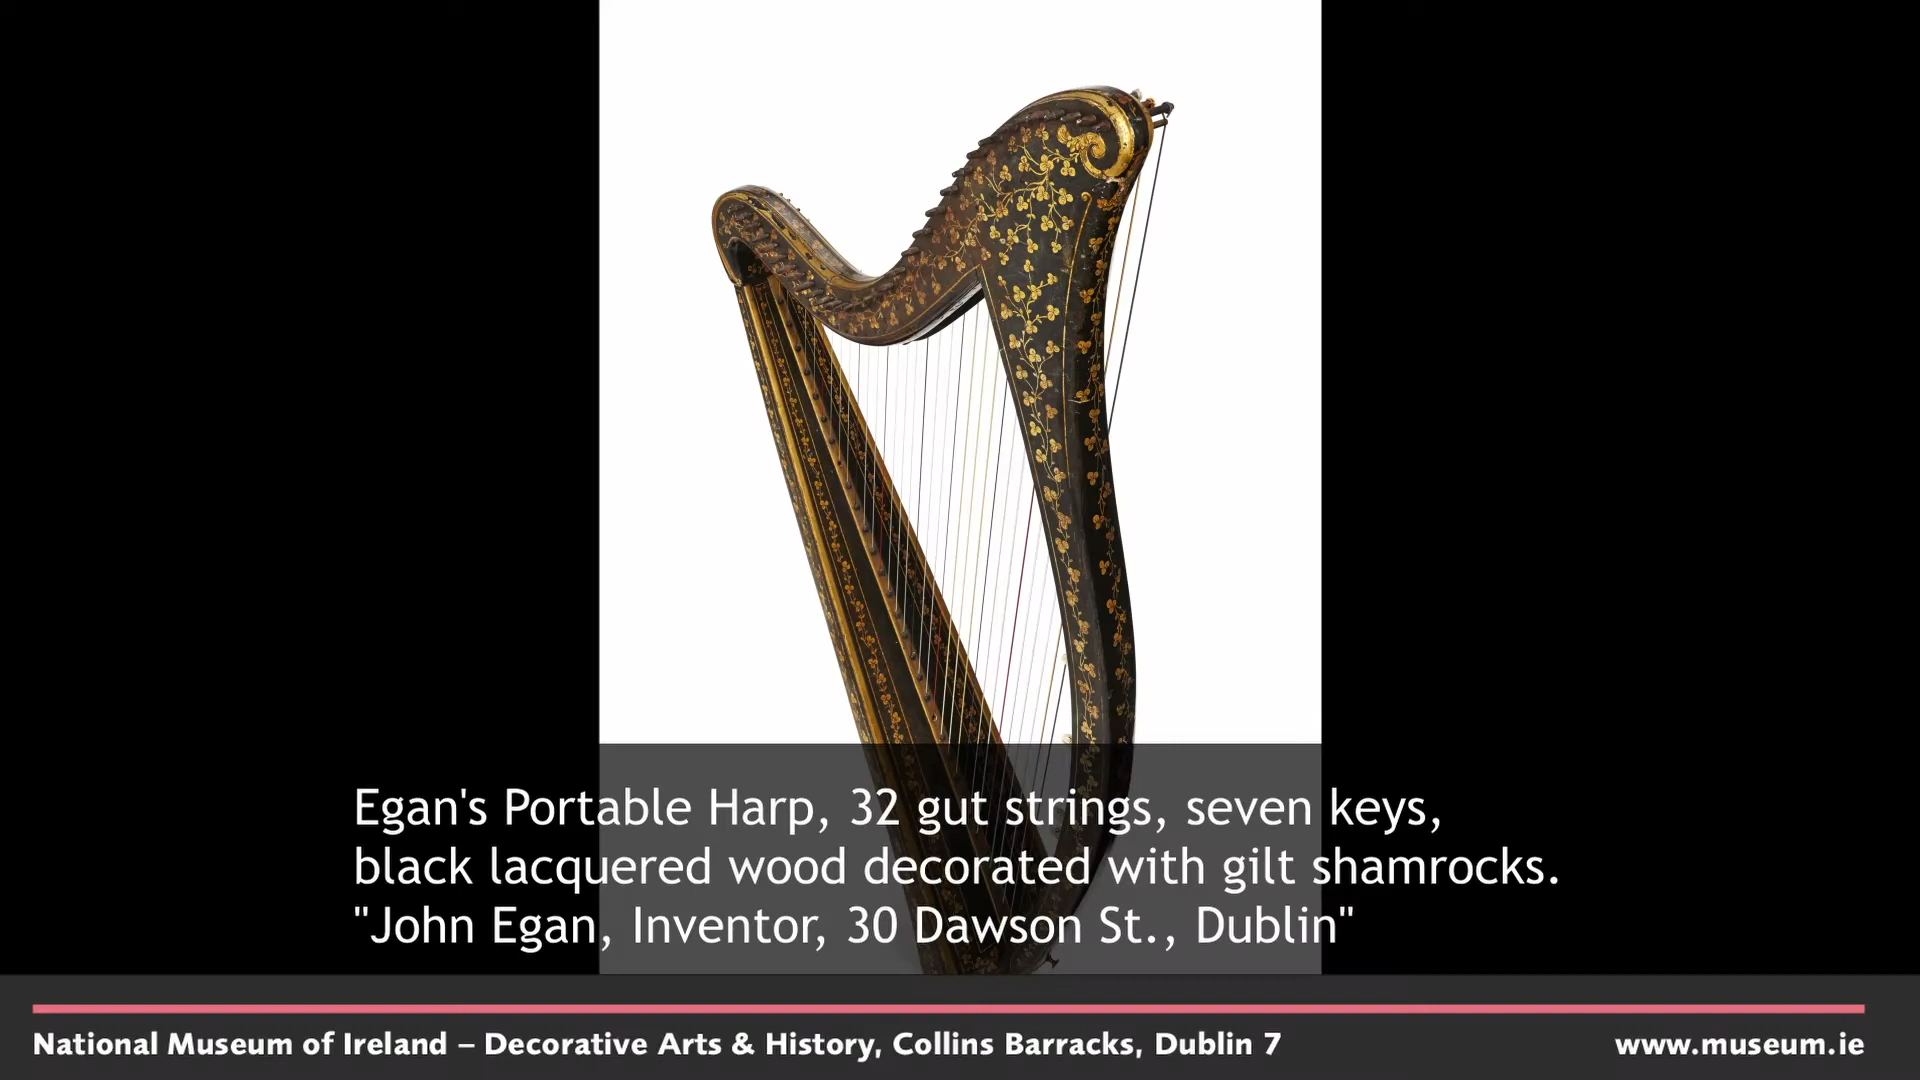 Egan's Portable Harp, 32 gut strings, seven keys,
black lacquered wood decorated with gilt shamrocks.
"John Egan, Inventor, 30 Dawson St., Dublin"
National Museum of Ireland – Decorative Arts & History, Collins Barracks, Dublin 7
www.museum.ie